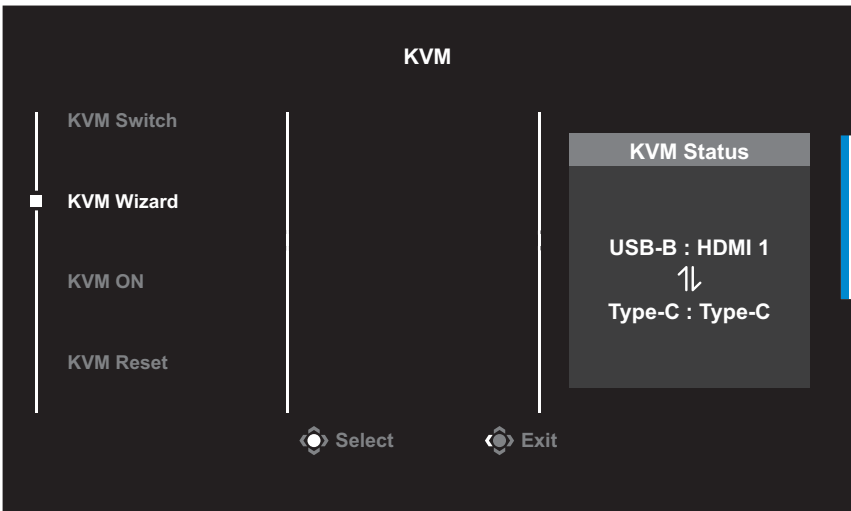 KVM
KVM Switch
KVM Wizard
KVM ON
KVM Reset
KVM Status
USB-B : HDMI 1
Type-C : Type-C
Select
Exit